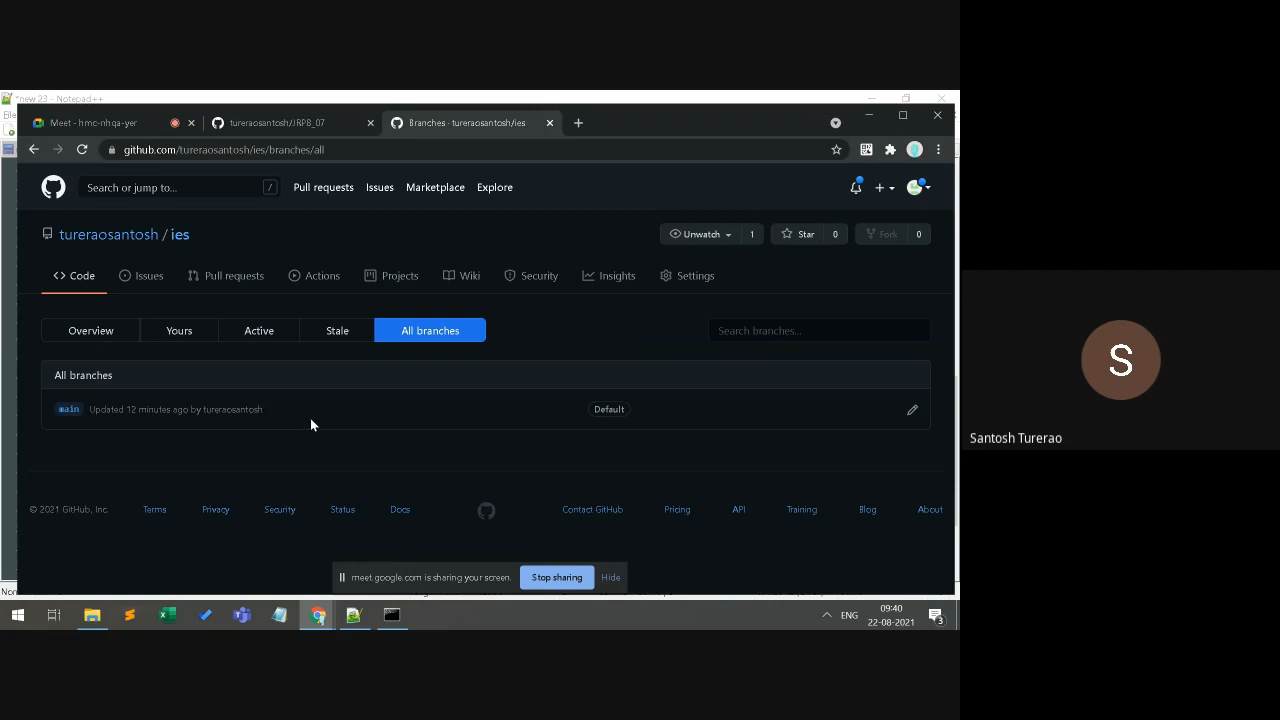 *new 23 - Notepad++
Meet - hmc-nhqa-yer
tureraosantosh/JRPB_07
Branches · tureraosantosh/ies
github.com/tureraosantosh/ies/branches/all
Search or jump to...
/
Pull requests
Issues
Marketplace
Explore
tureraosantosh / ies
Unwatch 1
Star 0
Fork 0
Code
Issues
Pull requests
Actions
Projects
Wiki
Security
Insights
Settings
Overview
Yours
Active
Stale
All branches
Search branches...
All branches
main Updated 12 minutes ago by tureraosantosh
Default
© 2021 GitHub, Inc.
Terms
Privacy
Security
Status
Docs
Contact GitHub
Pricing
API
Training
Blog
About
meet.google.com is sharing your screen.
Stop sharing
Hide
ENG
09:40
22-08-2021
3
S
Santosh Turerao